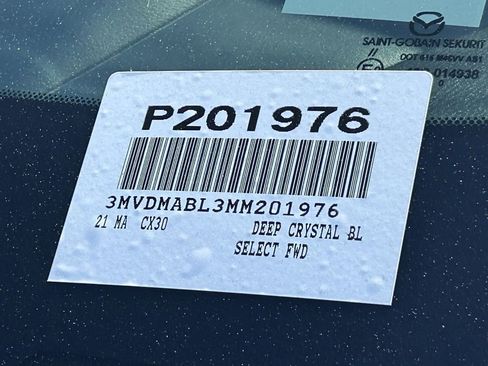 SAINT-GOBAIN SEKURIT
P201976
3MVDMABL3MM201976
21 MA CX30 DEEP CRYSTAL BL
SELECT FWD